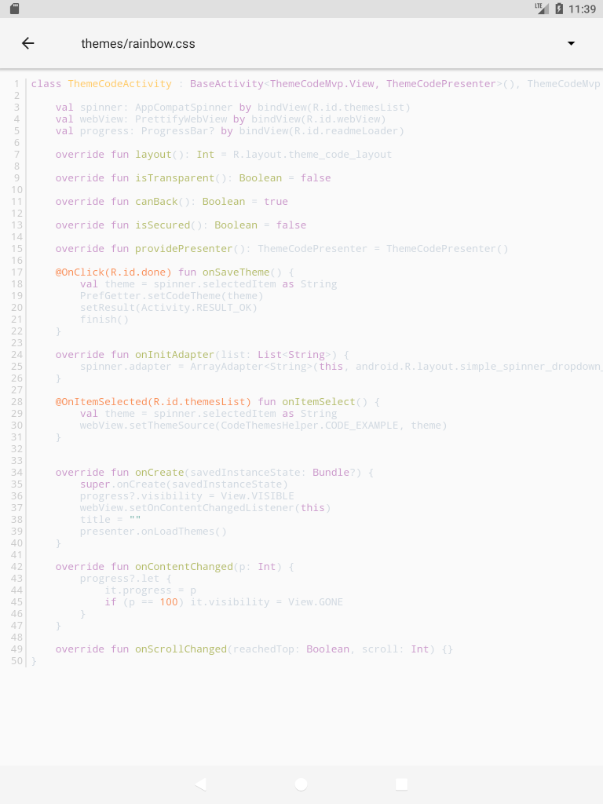 LTE 11:39
themes/rainbow.css
1 class ThemeCodeActivity : BaseActivity<ThemeCodeMvp.View, ThemeCodePresenter>(), ThemeCodeMvp
2
3     val spinner: AppCompatSpinner by bindView(R.id.themesList)
4     val webView: PrettifyWebView by bindView(R.id.webView)
5     val progress: ProgressBar? by bindView(R.id.readmeLoader)
6
7     override fun layout(): Int = R.layout.theme_code_layout
8
9     override fun isTransparent(): Boolean = false
10
11     override fun canBack(): Boolean = true
12
13     override fun isSecured(): Boolean = false
14
15     override fun providePresenter(): ThemeCodePresenter = ThemeCodePresenter()
16
17     @OnClick(R.id.done) fun onSaveTheme() {
18         val theme = spinner.selectedItem as String
19         PrefGetter.setCodeTheme(theme)
20         setResult(Activity.RESULT_OK)
21         finish()
22     }
23
24     override fun onInitAdapter(list: List<String>) {
25         spinner.adapter = ArrayAdapter<String>(this, android.R.layout.simple_spinner_dropdown_
26     }
27
28     @OnItemSelected(R.id.themesList) fun onItemSelect() {
29         val theme = spinner.selectedItem as String
30         webView.setThemeSource(CodeThemesHelper.CODE_EXAMPLE, theme)
31     }
32
33
34     override fun onCreate(savedInstanceState: Bundle?) {
35         super.onCreate(savedInstanceState)
36         progress?.visibility = View.VISIBLE
37         webView.setOnContentChangedListener(this)
38         title = ""
39         presenter.onLoadThemes()
40     }
41
42     override fun onContentChanged(p: Int) {
43         progress?.let {
44             it.progress = p
45             if (p == 100) it.visibility = View.GONE
46         }
47     }
48
49     override fun onScrollChanged(reachedTop: Boolean, scroll: Int) {}
50 }